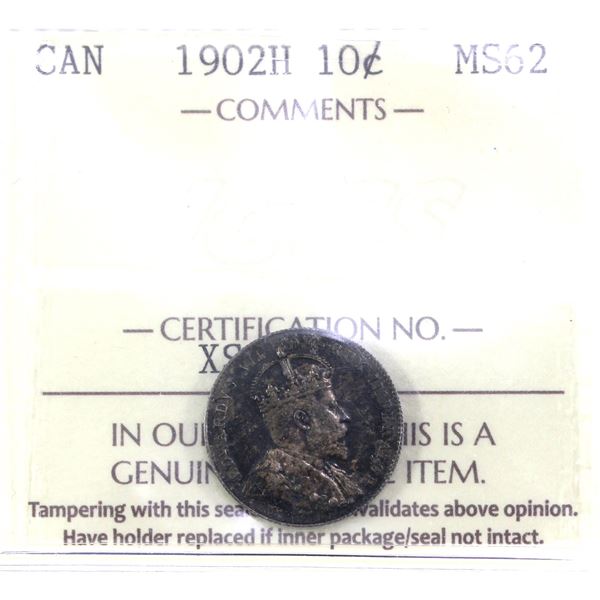 CAN 1902H 10¢ MS62
— COMMENTS —
— CERTIFICATION NO. —
XS
IN OU HIS IS A
GENUIN ITEM.
Tampering with this sea validates above opinion.
Have holder replaced if inner package/seal not intact.